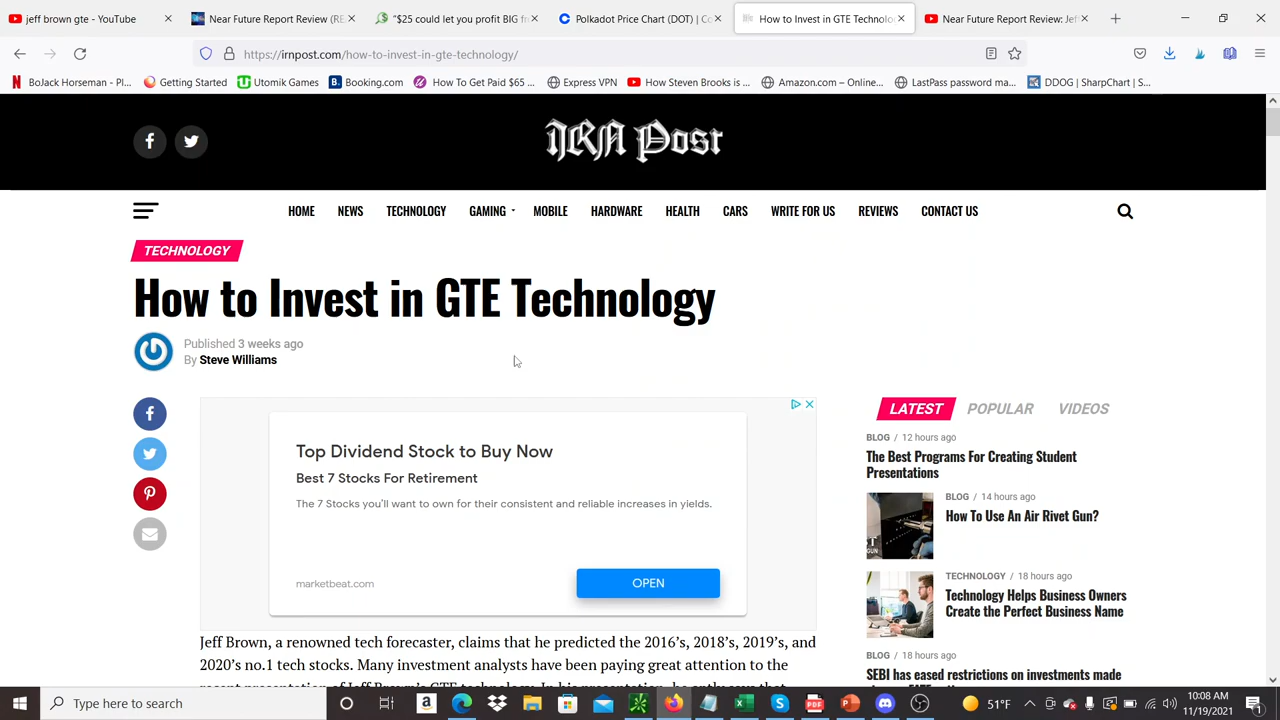 jeff brown gte - YouTube
Near Future Report Review (RE
"$25 could let you profit BIG fr
Polkadot Price Chart (DOT) | Co
How to Invest in GTE Technolo
Near Future Report Review: Jef
https://irnpost.com/how-to-invest-in-gte-technology/
BoJack Horseman - Pl...
Getting Started
Utomik Games
Booking.com
How To Get Paid $65 ...
Express VPN
How Steven Brooks is ...
Amazon.com – Online...
LastPass password ma...
DDOG | SharpChart | S...
IRN Post
HOME
NEWS
TECHNOLOGY
GAMING
MOBILE
HARDWARE
HEALTH
CARS
WRITE FOR US
REVIEWS
CONTACT US
TECHNOLOGY
How to Invest in GTE Technology
Published 3 weeks ago
By Steve Williams
Top Dividend Stock to Buy Now
Best 7 Stocks For Retirement
The 7 Stocks you'll want to own for their consistent and reliable increases in yields.
marketbeat.com
OPEN
Jeff Brown, a renowned tech forecaster, claims that he predicted the 2016's, 2018's, 2019's, and
2020's no.1 tech stocks. Many investment analysts have been paying great attention to the
LATEST
POPULAR
VIDEOS
BLOG / 12 hours ago
The Best Programs For Creating Student
Presentations
BLOG / 14 hours ago
How To Use An Air Rivet Gun?
TECHNOLOGY / 18 hours ago
Technology Helps Business Owners
Create the Perfect Business Name
BLOG / 18 hours ago
SEBI has eased restrictions on investments made
Type here to search
51°F
10:08 AM
11/19/2021